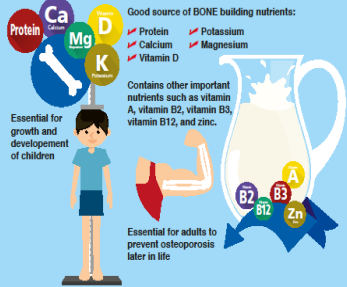 Protein
Ca
Calcium
Mg
D
K
Potassium
Good source of BONE building nutrients:
Protein
Potassium
Calcium
Magnesium
Vitamin D
Contains other important
nutrients such as vitamin
A, vitamin B2, vitamin B3,
vitamin B12, and zinc.
Essential for
growth and
developement
of children
Essential for adults to
prevent osteoporosis
later in life
A
B2
B3
B12
Zn